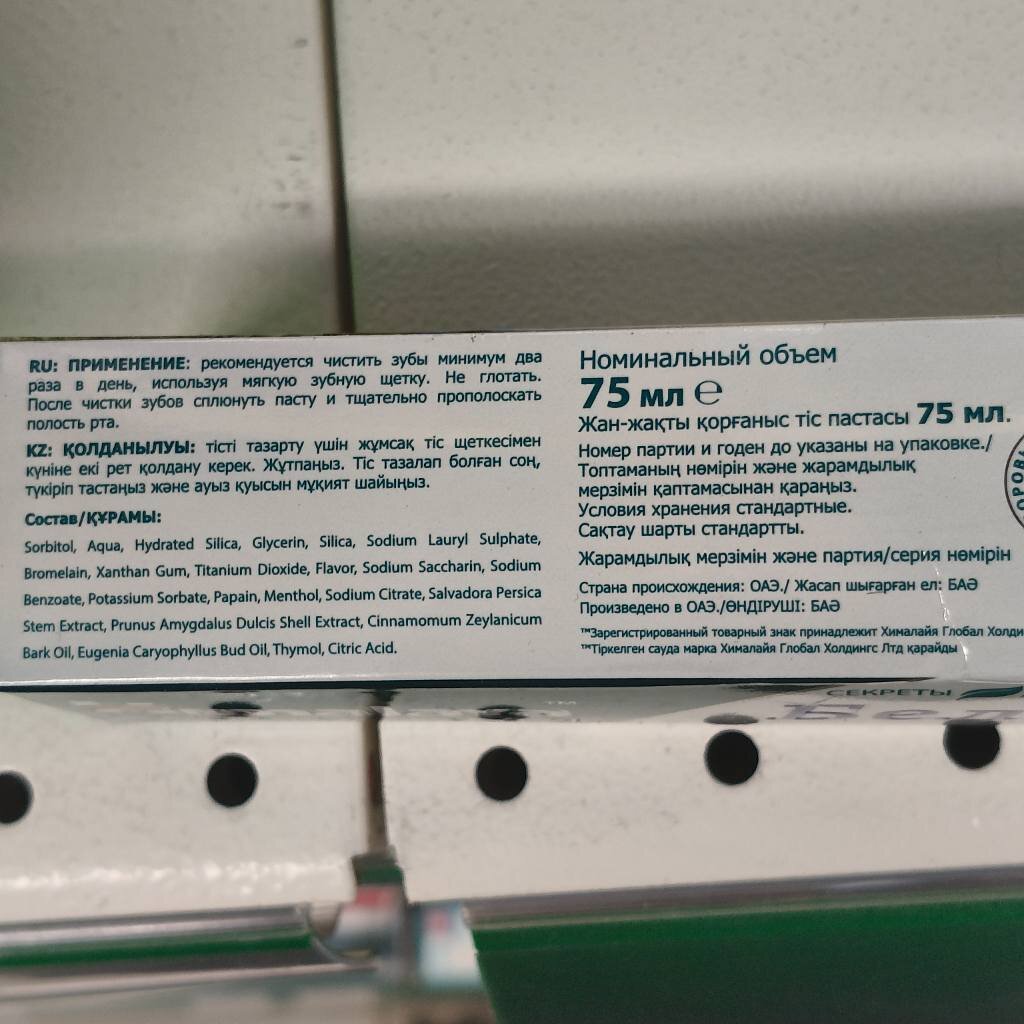 RU: ПРИМЕНЕНИЕ: рекомендуется чистить зубы минимум два
раза в день, используя мягкую зубную щетку. Не глотать.
После чистки зубов сплюнуть пасту и тщательно прополоскать
полость рта.
KZ: ҚОЛДАНЫЛУЫ: тісті тазарту үшін жұмсақ тіс щеткесімен
күніне екі рет қолдану керек. Жұтпаңыз. Тіс тазалап болған соң,
түкіріп тастаңыз және ауыз қуысын мұқият шайыңыз.
Состав/ҚҰРАМЫ:
Sorbitol, Aqua, Hydrated Silica, Glycerin, Silica, Sodium Lauryl Sulphate,
Bromelain, Xanthan Gum, Titanium Dioxide, Flavor, Sodium Saccharin, Sodium
Benzoate, Potassium Sorbate, Papain, Menthol, Sodium Citrate, Salvadora Persica
Stem Extract, Prunus Amygdalus Dulcis Shell Extract, Cinnamomum Zeylanicum
Bark Oil, Eugenia Caryophyllus Bud Oil, Thymol, Citric Acid.
Номинальный объем
75 мл ℮
Жан-жақты қорғаныс тіс пастасы 75 мл.
Номер партии и годен до указаны на упаковке./
Топтаманың нөмірін және жарамдылық
мерзімін қаптамасынан қараңыз.
Условия хранения стандартные.
Сақтау шарты стандартты.
Жарамдылық мерзімін және партия/серия нөмірін
Страна происхождения: ОАЭ./ Жасап шығарған ел: БАӘ
Произведено в ОАЭ./ӨНДІРУШІ: БАӘ
™Зарегистрированный товарный знак принадлежит Хималайя Глобал Холди
™Тіркелген сауда марка Хималайя Глобал Холдингс Лтд қарайды
СЕКРЕТЫ